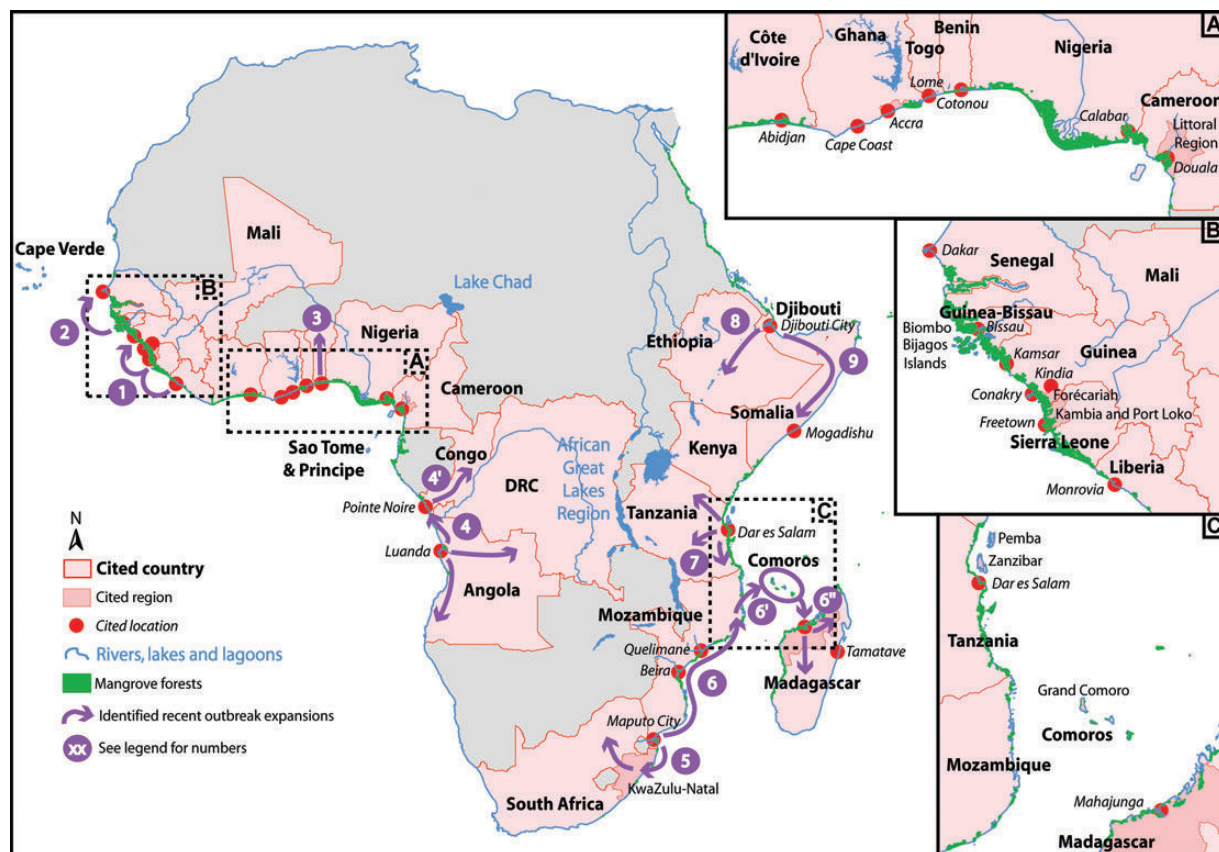 Cape Verde
Mali
B
2
1
3
Nigeria
A
Lake Chad
Cameroon
Sao Tome
& Principe
Congo
4'
Pointe Noire
4
Luanda
DRC
African
Great
Lakes
Region
Angola
Ethiopia
8
Djibouti
Djibouti City
9
Somalia
Mogadishu
Kenya
Tanzania
C
Dar es Salam
7
Comoros
Mozambique
6'
6"
Quelimane
Tamatave
Beira
6
Madagascar
Maputo City
5
KwaZulu-Natal
South Africa
N
Cited country
Cited region
Cited location
Rivers, lakes and lagoons
Mangrove forests
Identified recent outbreak expansions
xx See legend for numbers
A
Côte
d'Ivoire
Ghana
Togo
Benin
Nigeria
Lome
Cotonou
Accra
Abidjan
Cape Coast
Calabar
Cameroon
Littoral
Region
Douala
B
Dakar
Senegal
Mali
Guinea-Bissau
Bissau
Biombo
Bijagos
Islands
Guinea
Kamsar
Kindia
Conakry
Forécariah
Kambia and Port Loko
Freetown
Sierra Leone
Liberia
Monrovia
C
Pemba
Zanzibar
Dar es Salam
Tanzania
Grand Comoro
Comoros
Mozambique
Mahajunga
Madagascar